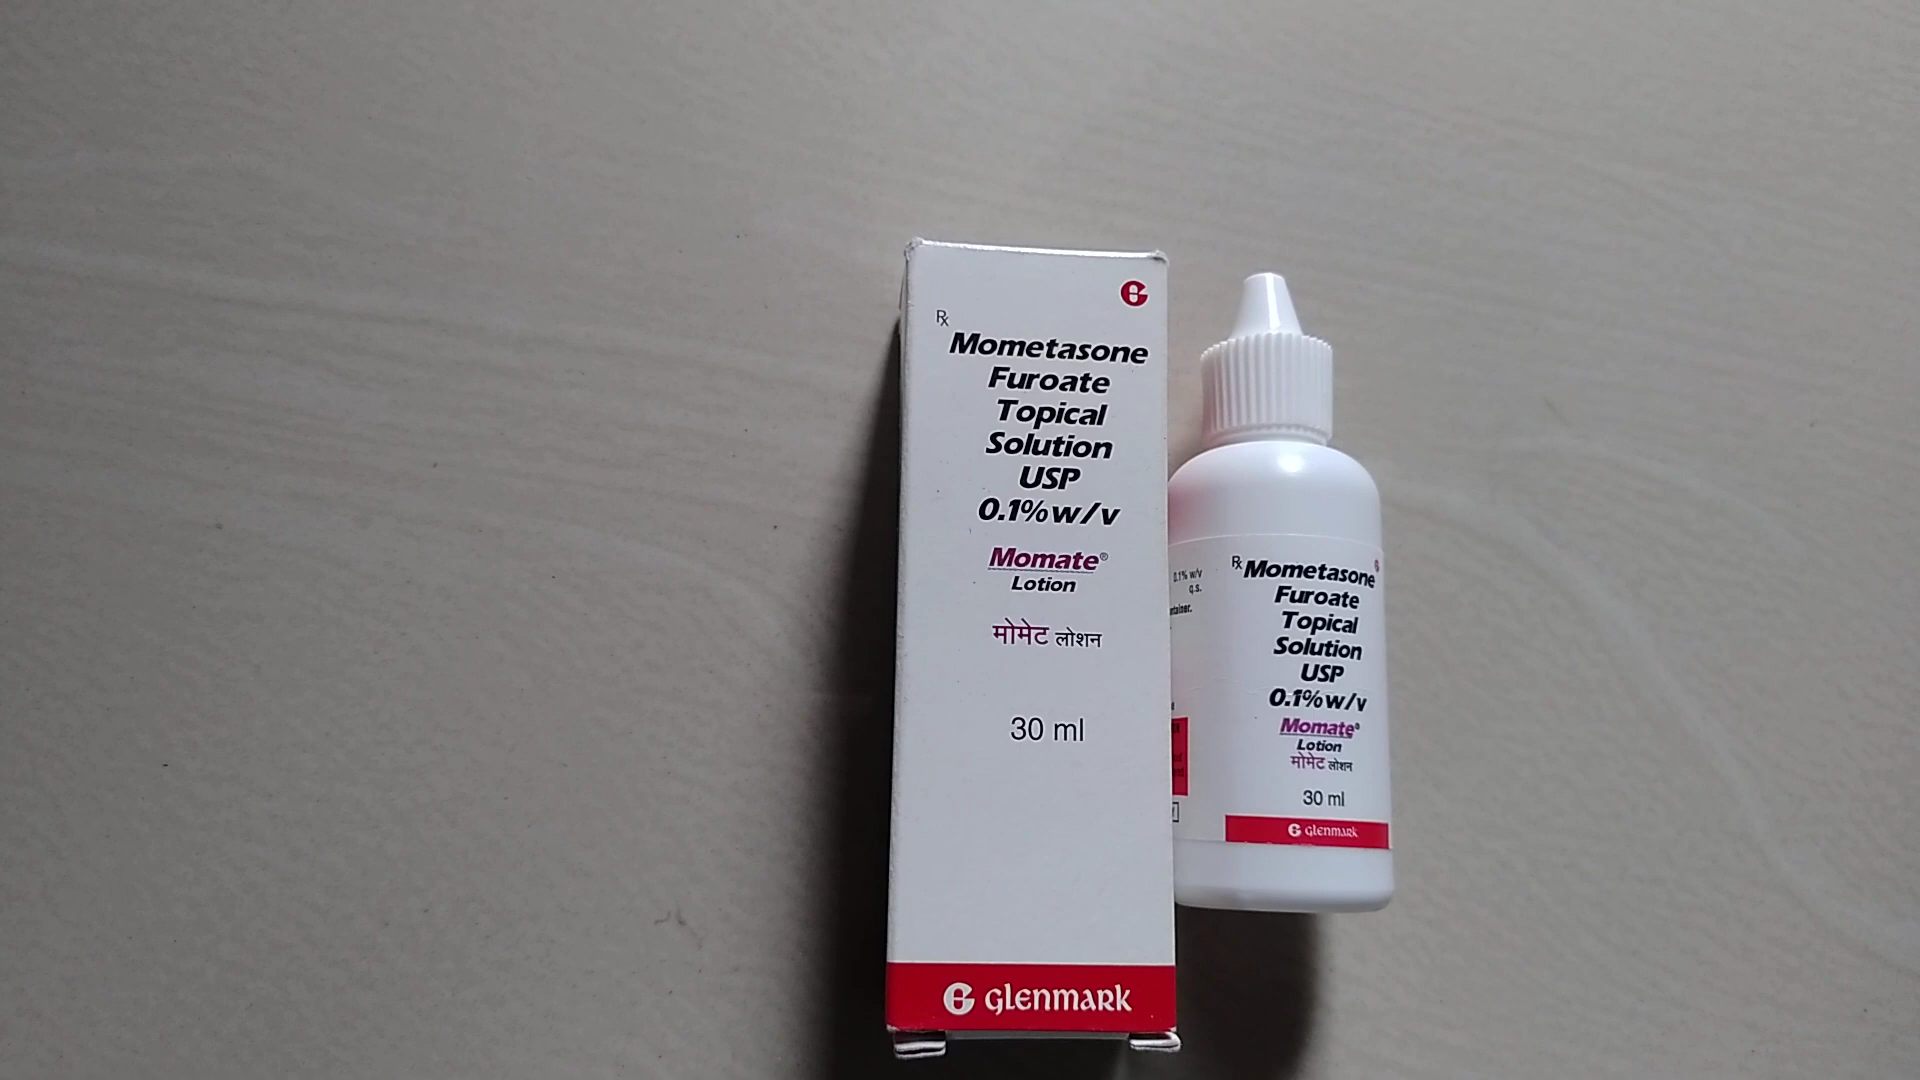 Rx
Mometasone
Furoate
Topical
Solution
USP
0.1% w/v
Momate®
Lotion
मोमेट लोशन
30 ml
Glenmark
0.1% w/v
q.s.
Rx Mometasone
Furoate
Topical
Solution
USP
0.1% w/v
Momate®
Lotion
मोमेट लोशन
30 ml
Glenmark